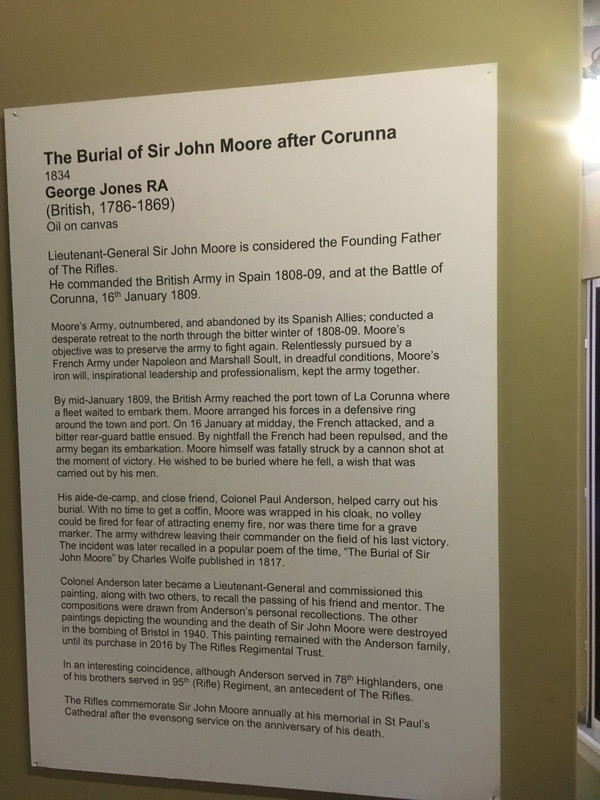 The Burial of Sir John Moore after Corunna
1834
George Jones RA
(British, 1786-1869)
Oil on canvas
Lieutenant-General Sir John Moore is considered the Founding Father
of The Rifles.
He commanded the British Army in Spain 1808-09, and at the Battle of
Corunna, 16th January 1809.
Moore's Army, outnumbered, and abandoned by its Spanish Allies; conducted a
desperate retreat to the north through the bitter winter of 1808-09. Moore's
objective was to preserve the army to fight again. Relentlessly pursued by a
French Army under Napoleon and Marshall Soult, in dreadful conditions, Moore's
iron will, inspirational leadership and professionalism, kept the army together.
By mid-January 1809, the British Army reached the port town of La Corunna where
a fleet waited to embark them. Moore arranged his forces in a defensive ring
around the town and port. On 16 January at midday, the French attacked, and a
bitter rear-guard battle ensued. By nightfall the French had been repulsed, and the
army began its embarkation. Moore himself was fatally struck by a cannon shot at
the moment of victory. He wished to be buried where he fell, a wish that was
carried out by his men.
His aide-de-camp, and close friend, Colonel Paul Anderson, helped carry out his
burial. With no time to get a coffin, Moore was wrapped in his cloak, no volley
could be fired for fear of attracting enemy fire, nor was there time for a grave
marker. The army withdrew leaving their commander on the field of his last victory.
The incident was later recalled in a popular poem of the time, "The Burial of Sir
John Moore" by Charles Wolfe published in 1817.
Colonel Anderson later became a Lieutenant-General and commissioned this
painting, along with two others, to recall the passing of his friend and mentor. The
compositions were drawn from Anderson's personal recollections. The other
paintings depicting the wounding and the death of Sir John Moore were destroyed
in the bombing of Bristol in 1940. This painting remained with the Anderson family,
until its purchase in 2016 by The Rifles Regimental Trust.
In an interesting coincidence, although Anderson served in 78th Highlanders, one
of his brothers served in 95th (Rifle) Regiment, an antecedent of The Rifles.
The Rifles commemorate Sir John Moore annually at his memorial in St Paul's
Cathedral after the evensong service on the anniversary of his death.